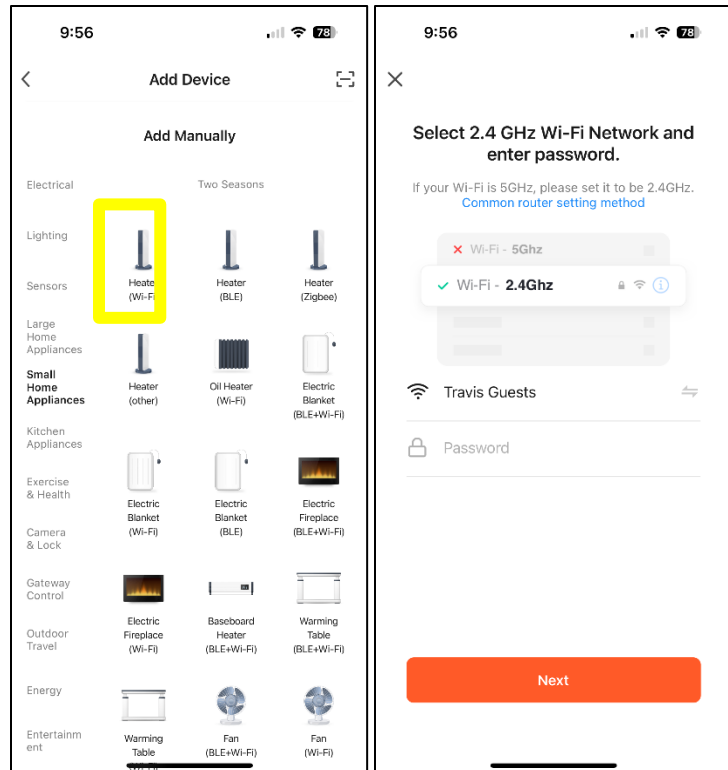 9:56
78
Add Device
Add Manually
Electrical
Lighting
Sensors
Large
Home
Appliances
Small
Home
Appliances
Kitchen
Appliances
Exercise
& Health
Camera
& Lock
Gateway
Control
Outdoor
Travel
Energy
Entertainm
ent
Two Seasons
Heater
(Wi-Fi)
Heater
(BLE)
Heater
(Zigbee)
Heater
(other)
Oil Heater
(Wi-Fi)
Electric
Blanket
(BLE+Wi-Fi)
Electric
Blanket
(Wi-Fi)
Electric
Blanket
(BLE)
Electric
Fireplace
(BLE+Wi-Fi)
Electric
Fireplace
(Wi-Fi)
Baseboard
Heater
(BLE+Wi-Fi)
Warming
Table
(BLE+Wi-Fi)
Warming
Table
Fan
(BLE+Wi-Fi)
Fan
(Wi-Fi)
9:56
78
Select 2.4 GHz Wi-Fi Network and
enter password.
If your Wi-Fi is 5GHz, please set it to be 2.4GHz.
Common router setting method
Wi-Fi - 5Ghz
Wi-Fi - 2.4Ghz
Travis Guests
Password
Next